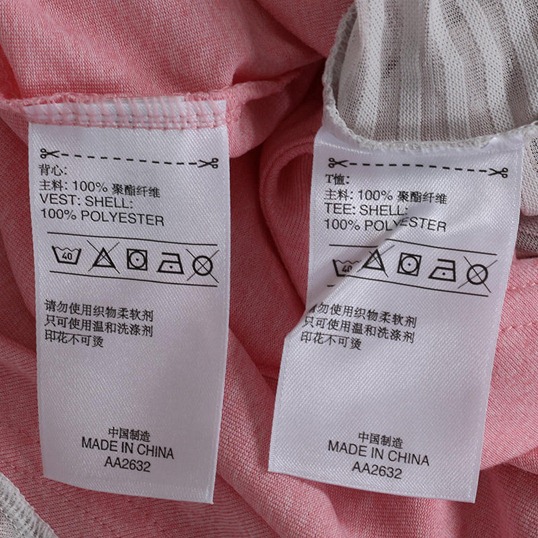 背心:
主料: 100% 聚酯纤维
VEST: SHELL:
100% POLYESTER
40
请勿使用织物柔软剂
只可使用温和洗涤剂
印花不可烫
中国制造
MADE IN CHINA
AA2632
T恤:
主料: 100% 聚酯纤维
TEE: SHELL:
100% POLYESTER
40
请勿使用织物柔软剂
只可使用温和洗涤剂
印花不可烫
中国制造
MADE IN CHINA
AA2632